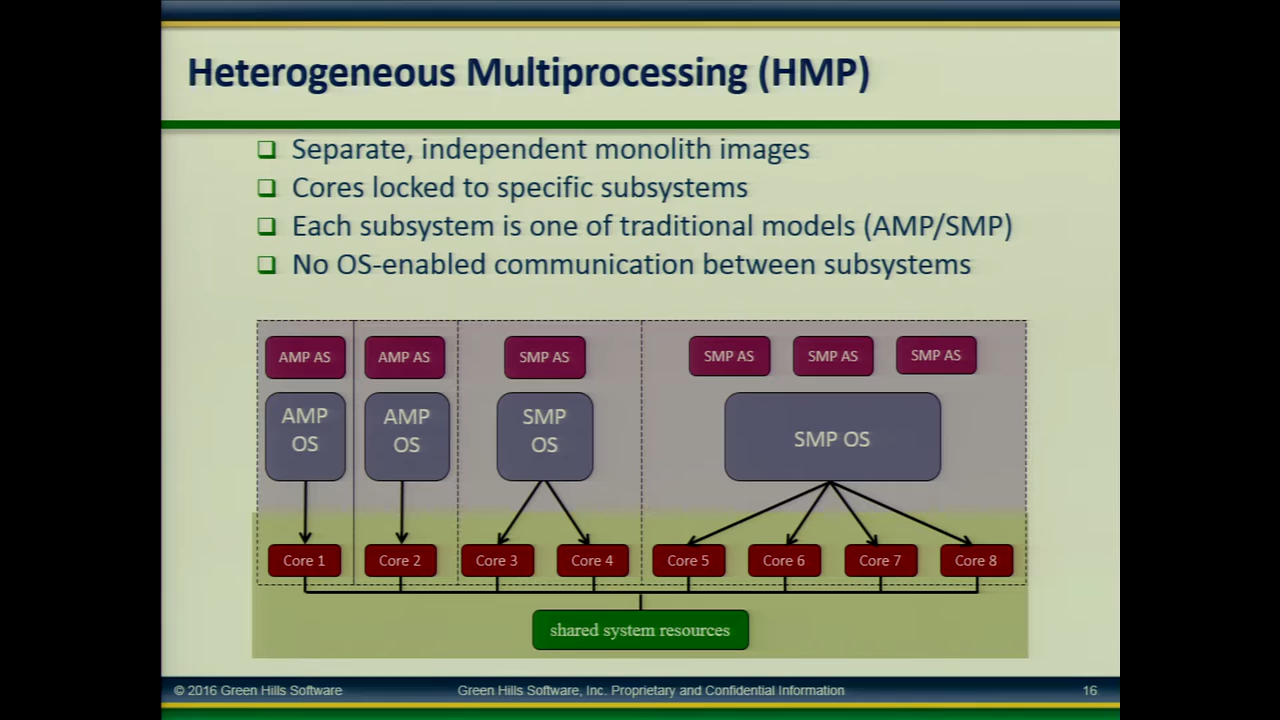 Heterogeneous Multiprocessing (HMP)
Separate, independent monolith images
Cores locked to specific subsystems
Each subsystem is one of traditional models (AMP/SMP)
No OS-enabled communication between subsystems
AMP AS
AMP AS
SMP AS
SMP AS
SMP AS
SMP AS
AMP
OS
AMP
OS
SMP
OS
SMP OS
Core 1
Core 2
Core 3
Core 4
Core 5
Core 6
Core 7
Core 8
shared system resources
© 2016 Green Hills Software
Green Hills Software, Inc. Proprietary and Confidential Information
16